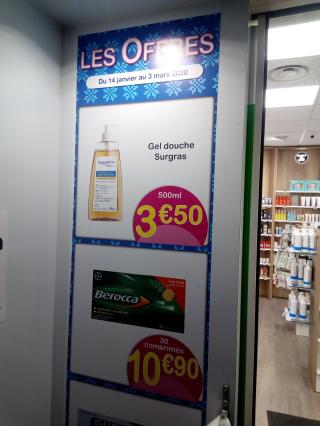 LES OFFRES
Du 14 janvier au 3 mars 2020
Gel douche
Surgras
500ml
3€50
Berocca
30
comprimés
10€90